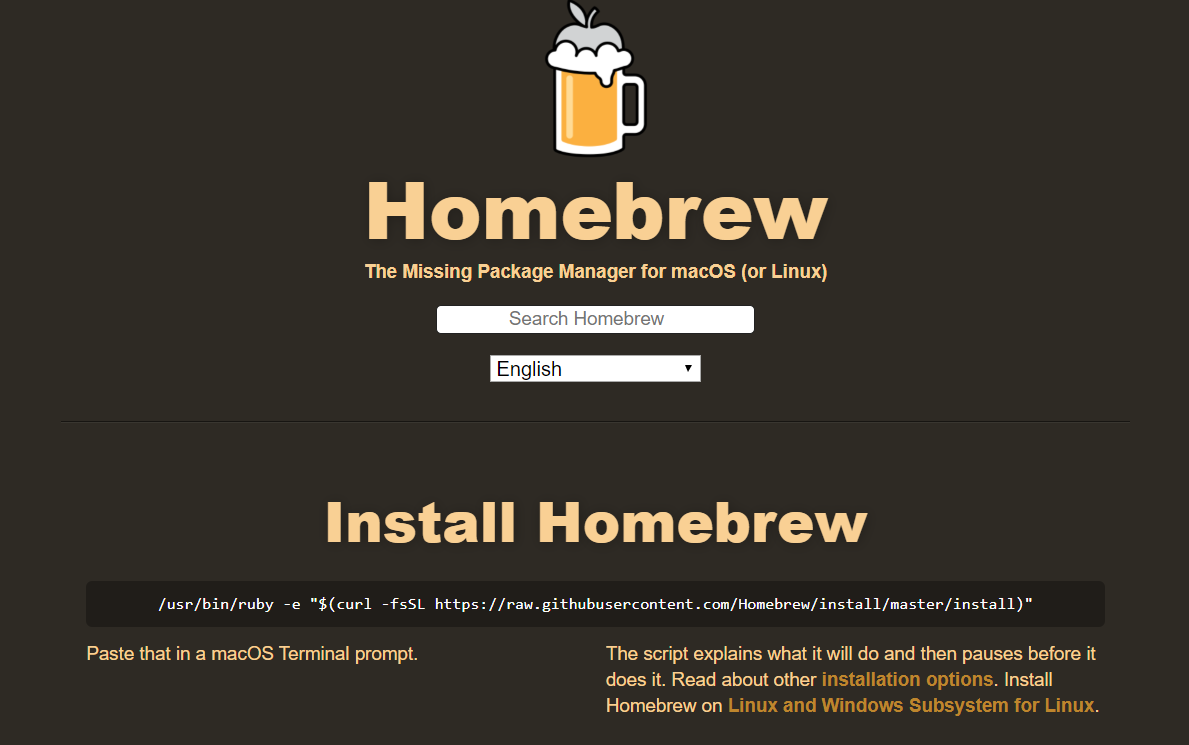 Homebrew
The Missing Package Manager for macOS (or Linux)
Search Homebrew
English
Install Homebrew
/usr/bin/ruby -e "$(curl -fsSL https://raw.githubusercontent.com/Homebrew/install/master/install)"
Paste that in a macOS Terminal prompt.
The script explains what it will do and then pauses before it
does it. Read about other installation options. Install
Homebrew on Linux and Windows Subsystem for Linux.